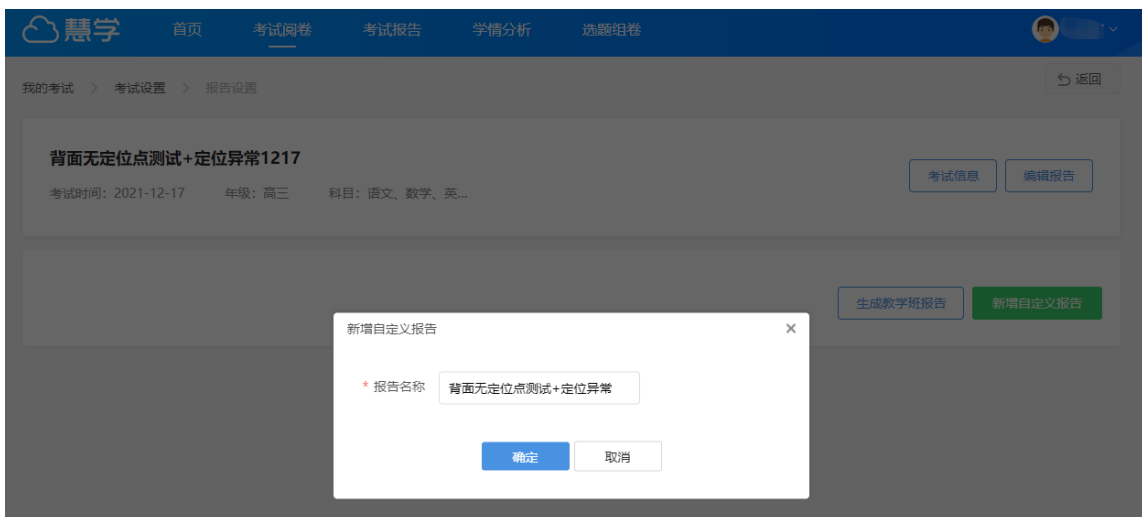 慧学 首页 考试阅卷 考试报告 学情分析 选题组卷
我的考试 > 考试设置 > 报告设置 返回
背面无定位点测试+定位异常1217
考试时间：2021-12-17 年级：高三 科目：语文、数学、英...
考试信息 编辑报告
生成教学班报告 新增自定义报告
新增自定义报告 ×
* 报告名称 背面无定位点测试+定位异常
确定 取消